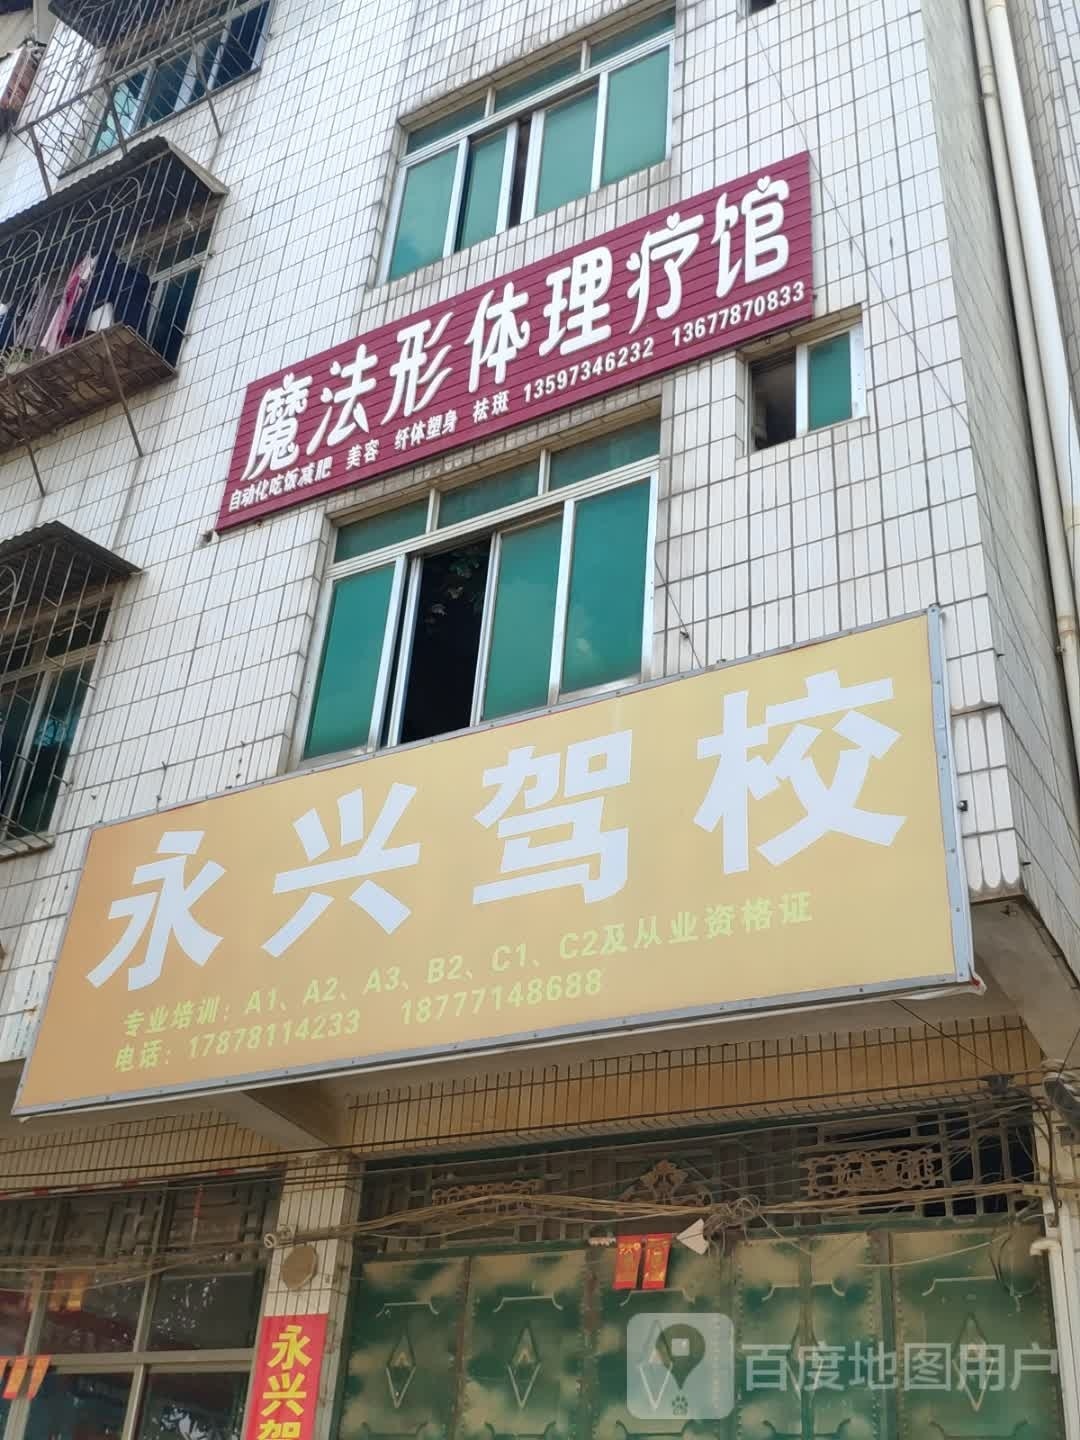 魔法形体理疗馆
自动化吃饭减肥 美容 纤体塑身 祛斑 13597346232 13677870833
永兴驾校
专业培训：A1、A2、A3、B2、C1、C2及从业资格证
电话：17878114233 18777148688
永兴驾
百度地图用户